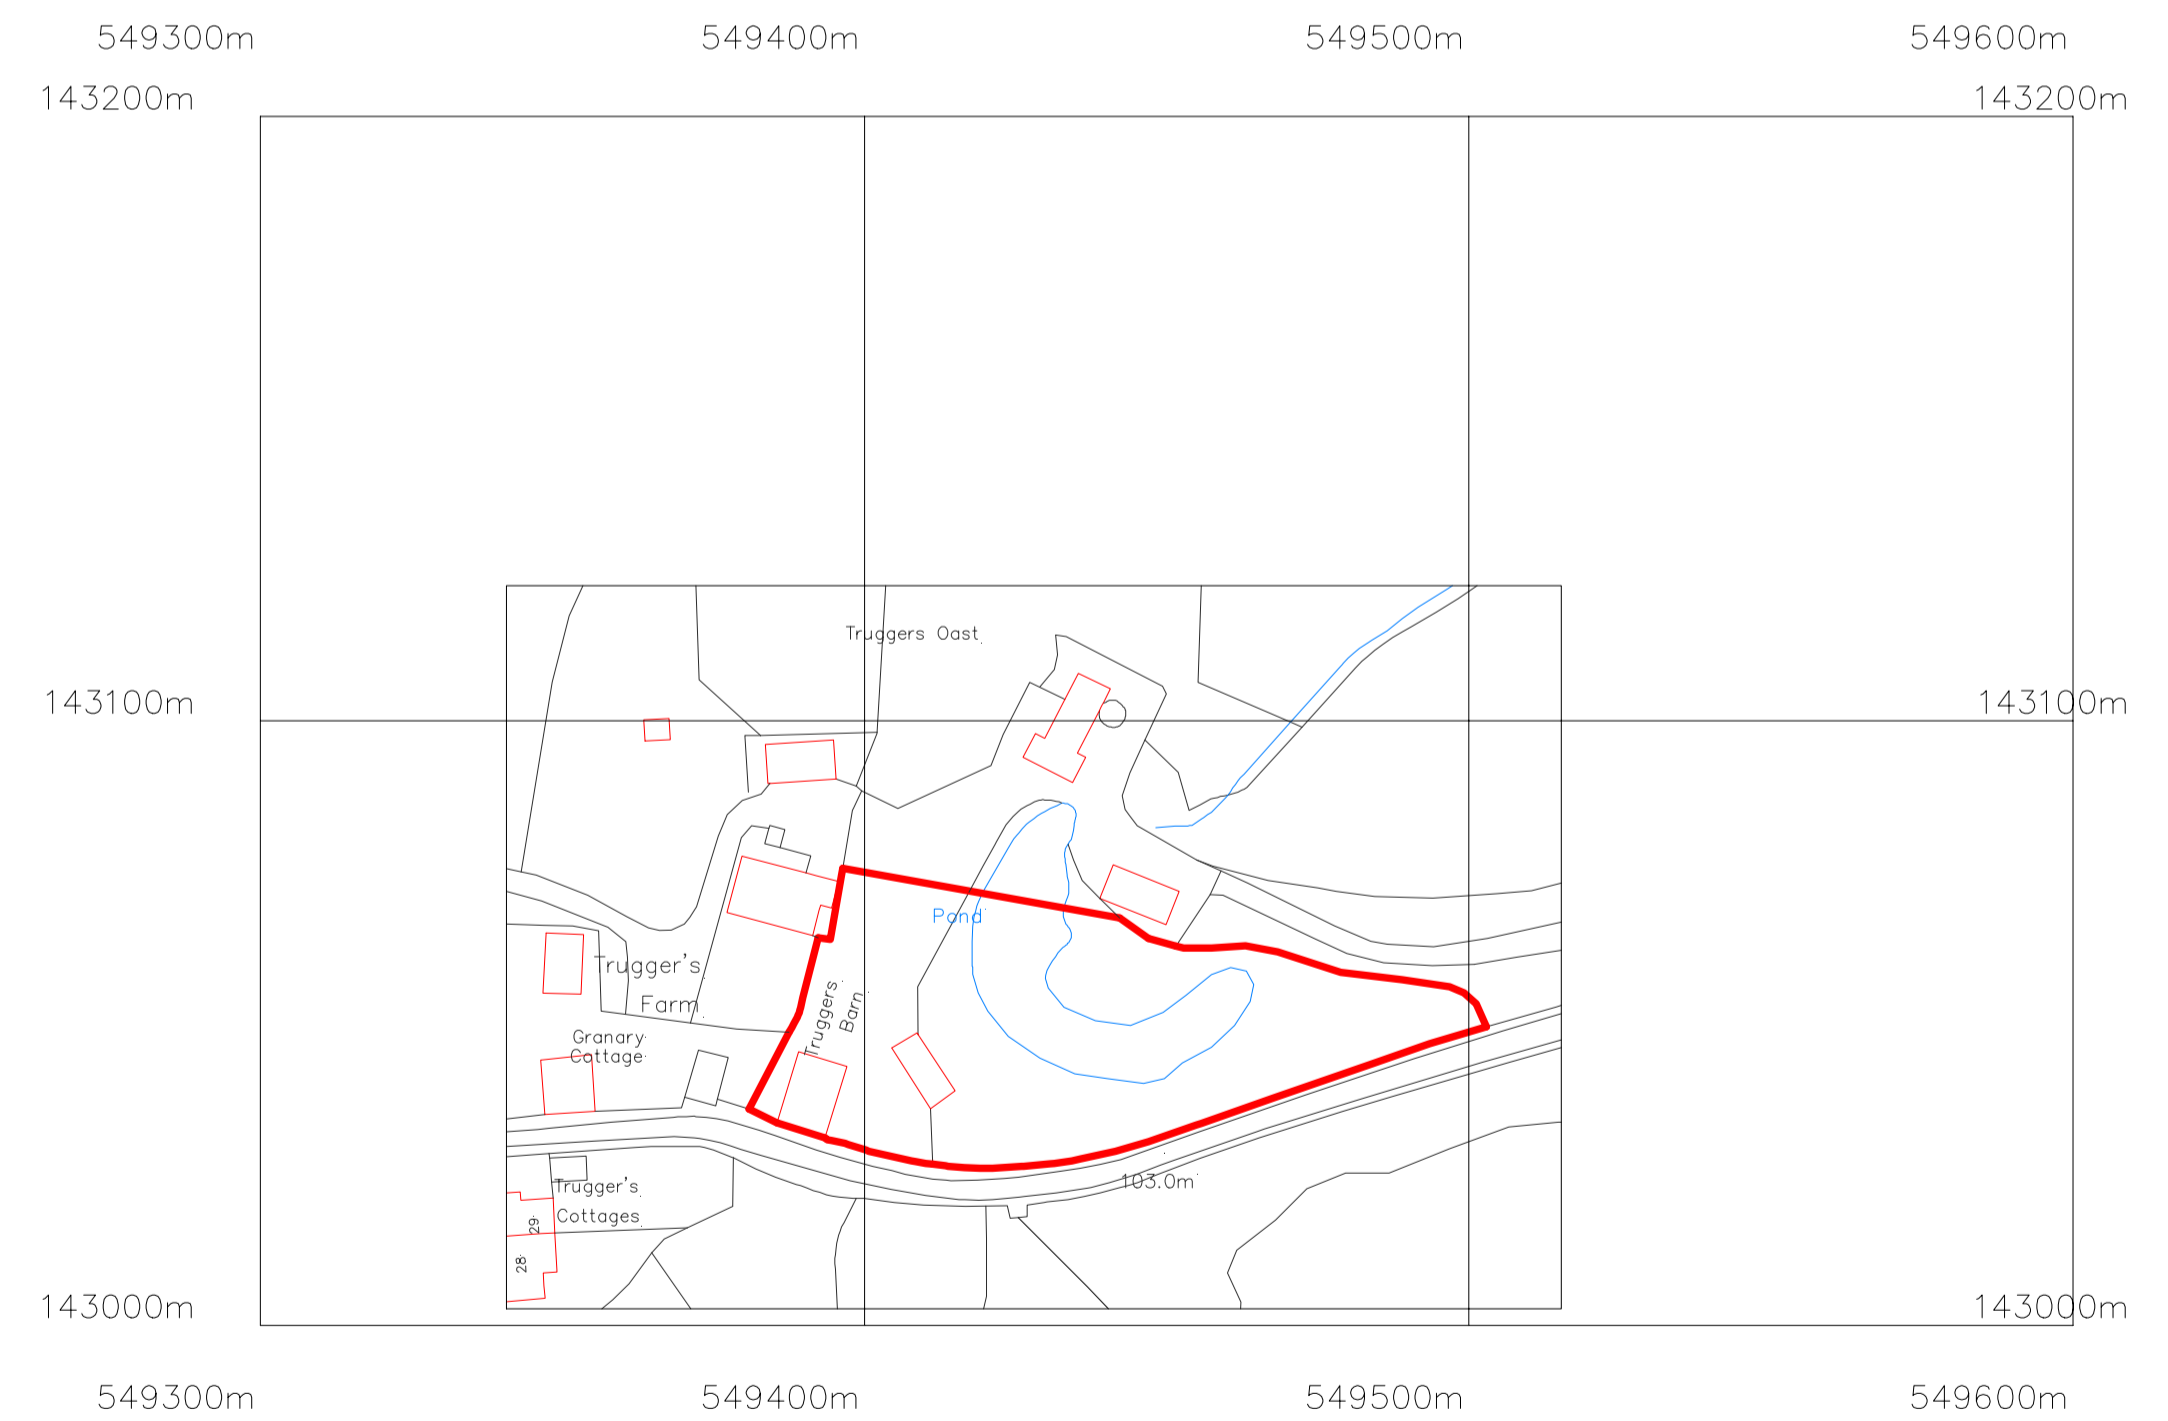 549300m 549400m 549500m 549600m
143200m 143200m
Truggers Oast
143100m 143100m
Pond
Trugger's
Farm
Truggers
Barn
Granary
Cottage
103.0m
Trugger's
Cottages
29
28
143000m 143000m
549300m 549400m 549500m 549600m